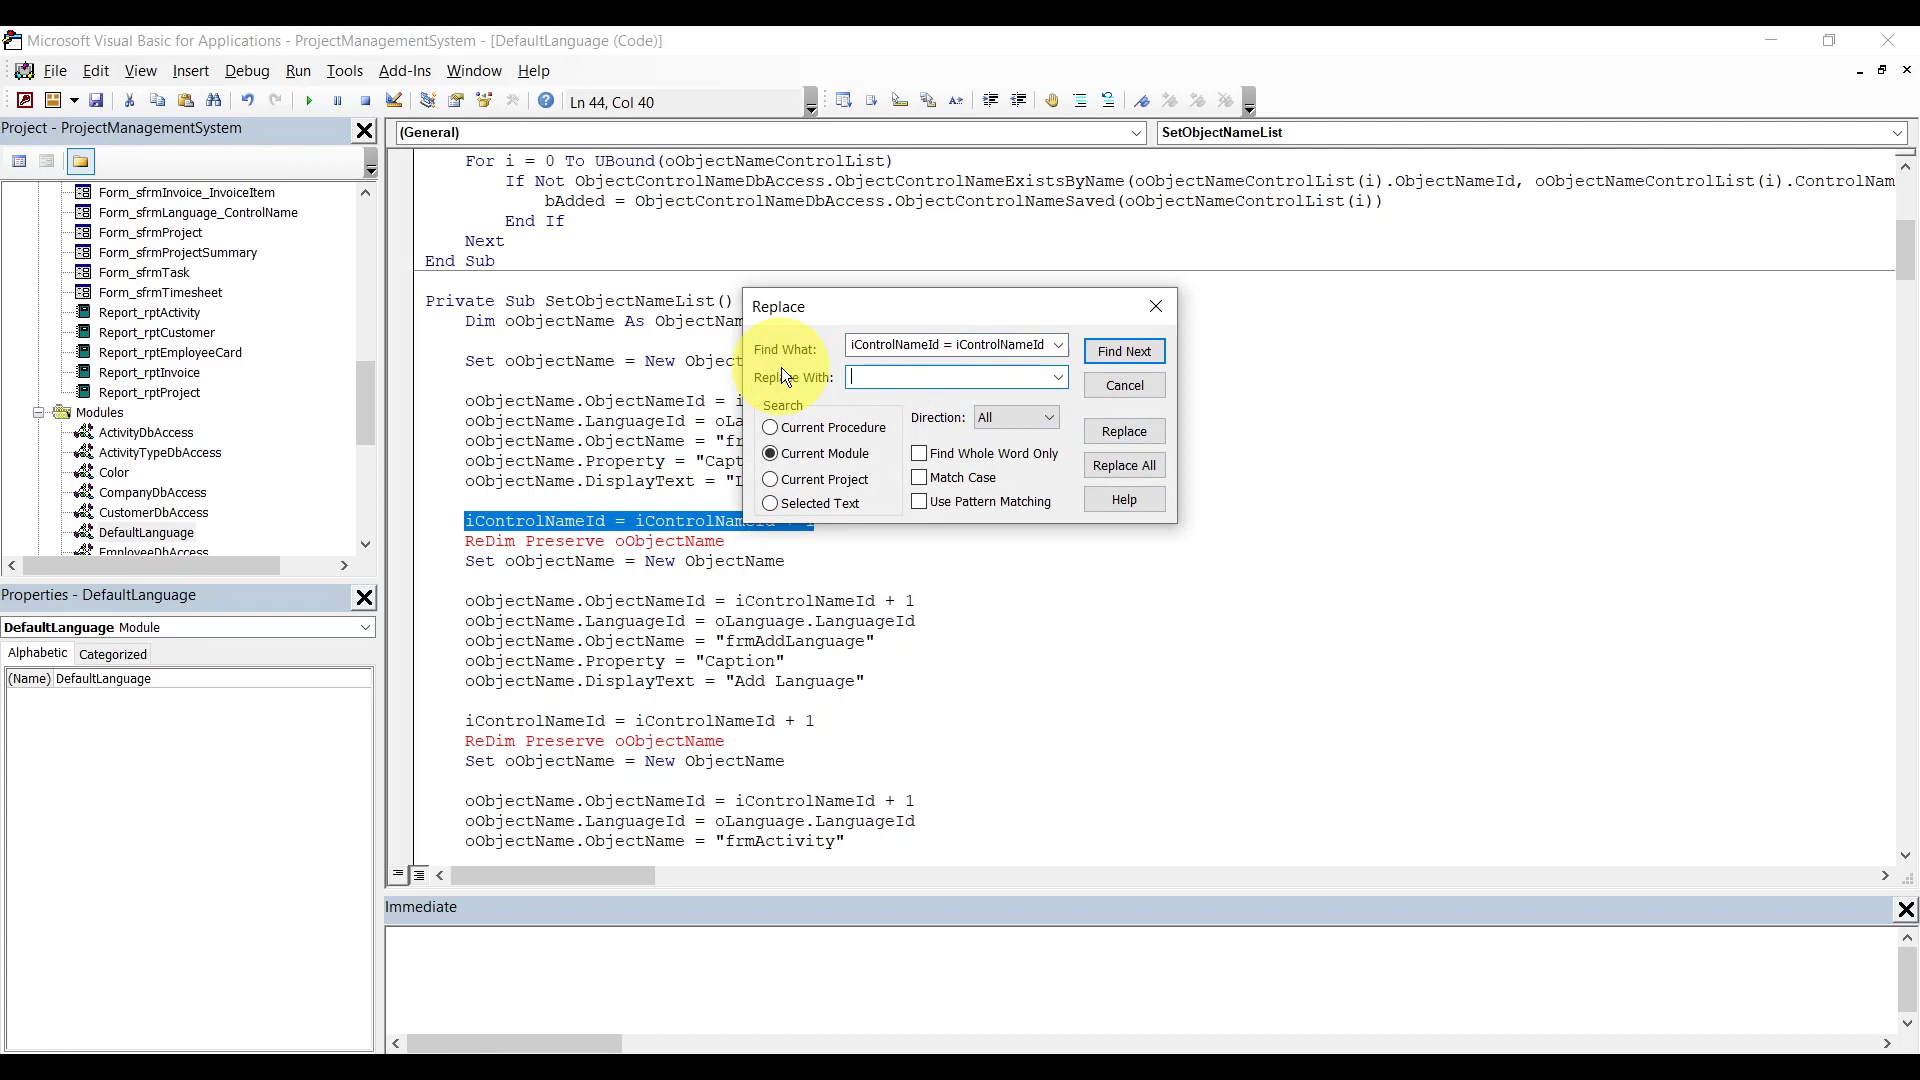 Microsoft Visual Basic for Applications - ProjectManagementSystem - [DefaultLanguage (Code)]
File Edit View Insert Debug Run Tools Add-Ins Window Help
Ln 44, Col 40
Project - ProjectManagementSystem
Form_sfrmInvoice_InvoiceItem
Form_sfrmLanguage_ControlName
Form_sfrmProject
Form_sfrmProjectSummary
Form_sfrmTask
Form_sfrmTimesheet
Report_rptActivity
Report_rptCustomer
Report_rptEmployeeCard
Report_rptInvoice
Report_rptProject
Modules
ActivityDbAccess
ActivityTypeDbAccess
Color
CompanyDbAccess
CustomerDbAccess
DefaultLanguage
EmployeeDbAccess
Properties - DefaultLanguage
DefaultLanguage Module
Alphabetic Categorized
(Name) DefaultLanguage
(General) SetObjectNameList
For i = 0 To UBound(oObjectNameControlList)
If Not ObjectControlNameDbAccess.ObjectControlNameExistsByName(oObjectNameControlList(i).ObjectNameId, oObjectNameControlList(i).ControlNam
bAdded = ObjectControlNameDbAccess.ObjectControlNameSaved(oObjectNameControlList(i))
End If
Next
End Sub
Private Sub SetObjectNameList()
Dim oObjectName As ObjectNam
Set oObjectName = New Object
oObjectName.ObjectNameId = i
oObjectName.LanguageId = oLa
oObjectName.ObjectName = "fr
oObjectName.Property = "Capt
oObjectName.DisplayText = "L
iControlNameId = iControlNameId + 1
ReDim Preserve oObjectName
Set oObjectName = New ObjectName
oObjectName.ObjectNameId = iControlNameId + 1
oObjectName.LanguageId = oLanguage.LanguageId
oObjectName.ObjectName = "frmAddLanguage"
oObjectName.Property = "Caption"
oObjectName.DisplayText = "Add Language"
iControlNameId = iControlNameId + 1
ReDim Preserve oObjectName
Set oObjectName = New ObjectName
oObjectName.ObjectNameId = iControlNameId + 1
oObjectName.LanguageId = oLanguage.LanguageId
oObjectName.ObjectName = "frmActivity"
Replace
Find What: iControlNameId = iControlNameId Find Next
Replace With: Cancel
Search
Direction: All
Current Procedure
Current Module
Current Project
Selected Text
Find Whole Word Only
Match Case
Use Pattern Matching
Replace
Replace All
Help
Immediate